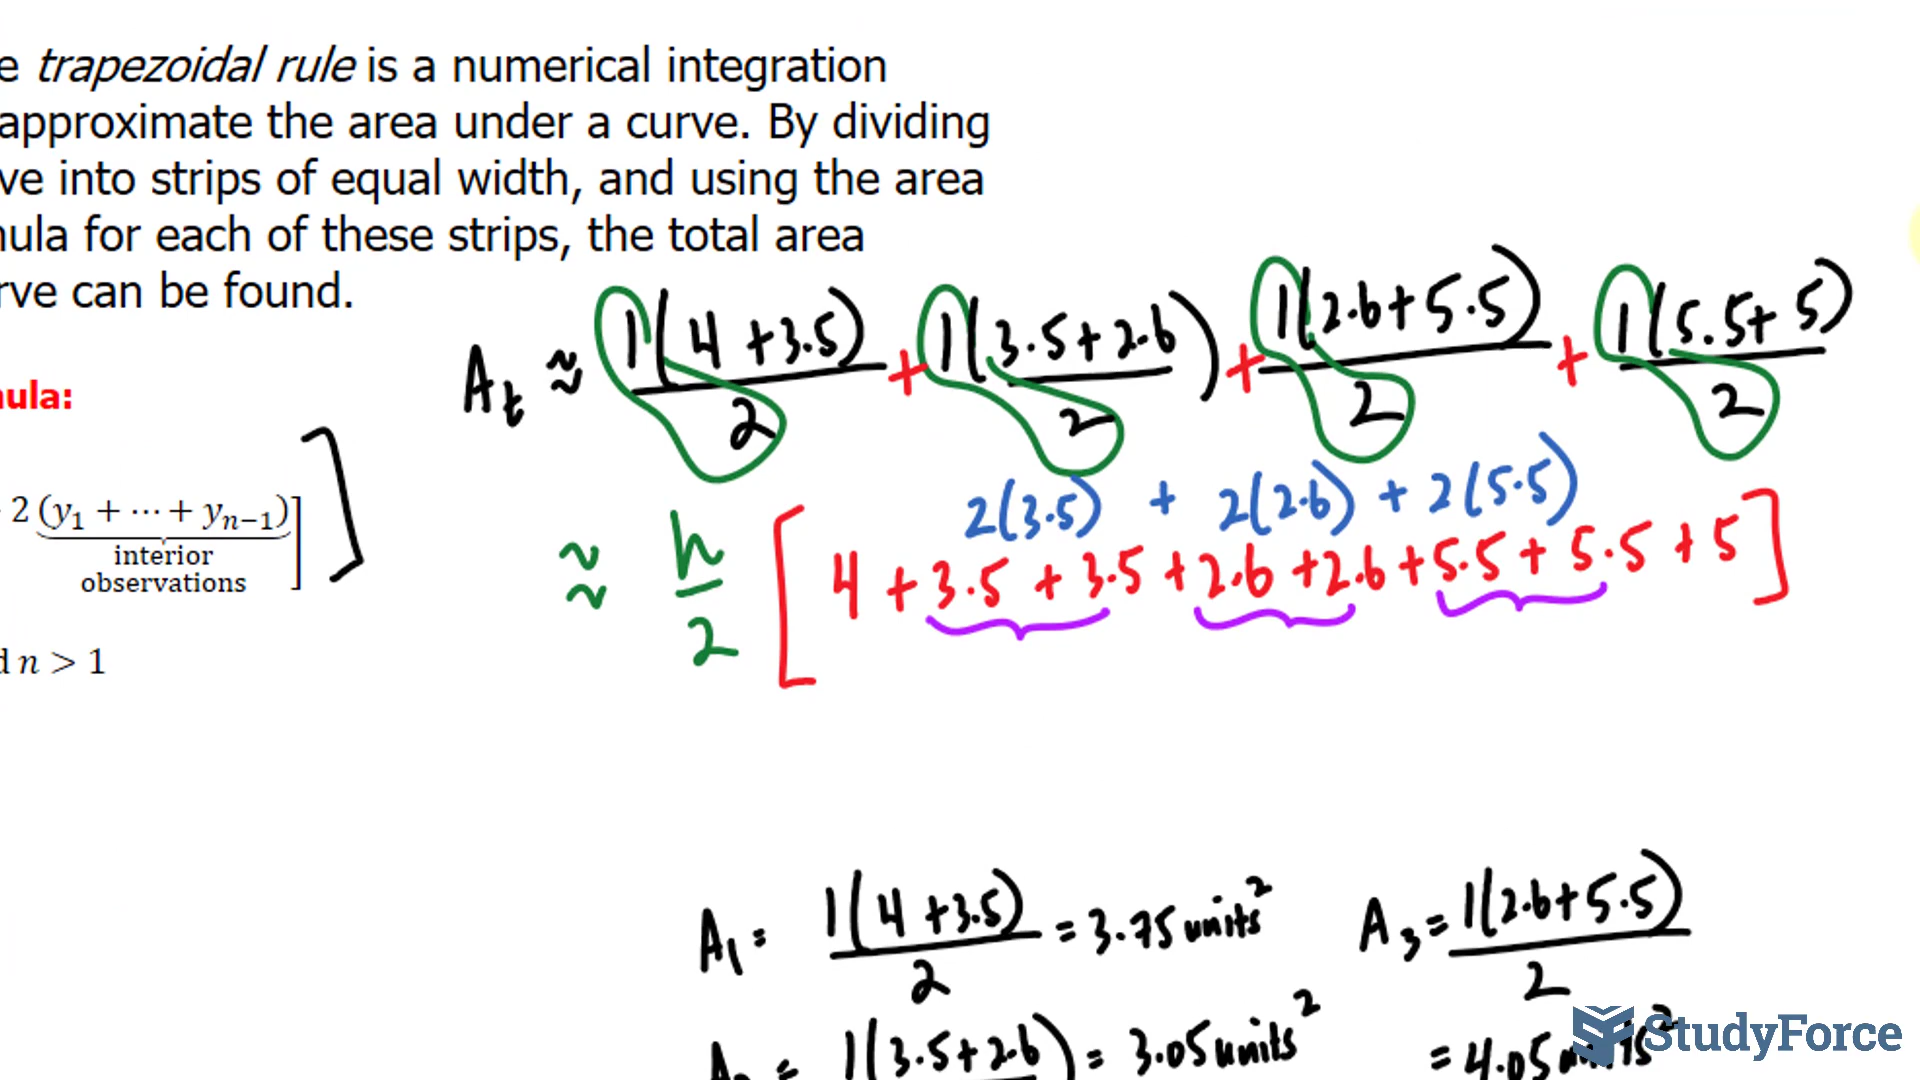 e trapezoidal rule is a numerical integration
approximate the area under a curve. By dividing
ve into strips of equal width, and using the area
ula for each of these strips, the total area
rve can be found.
A_t ≈ 1(4+3.5)/2 + 1(3.5+2.6)/2 + 1(2.6+5.5)/2 + 1(5.5+5)/2
ula:
2(3.5) + 2(2.6) + 2(5.5)
2 (y₁ + ⋯ + yₙ₋₁)]
interior
observations
≈ h/2 [4+3.5+3.5+2.6+2.6+5.5+5.5+5]
d n > 1
A₁ = 1(4+3.5)/2 = 3.75 units²
A₃ = 1(2.6+5.5)/2
= 4.05
1(3.5+2.6) = 3.05 units²
StudyForce